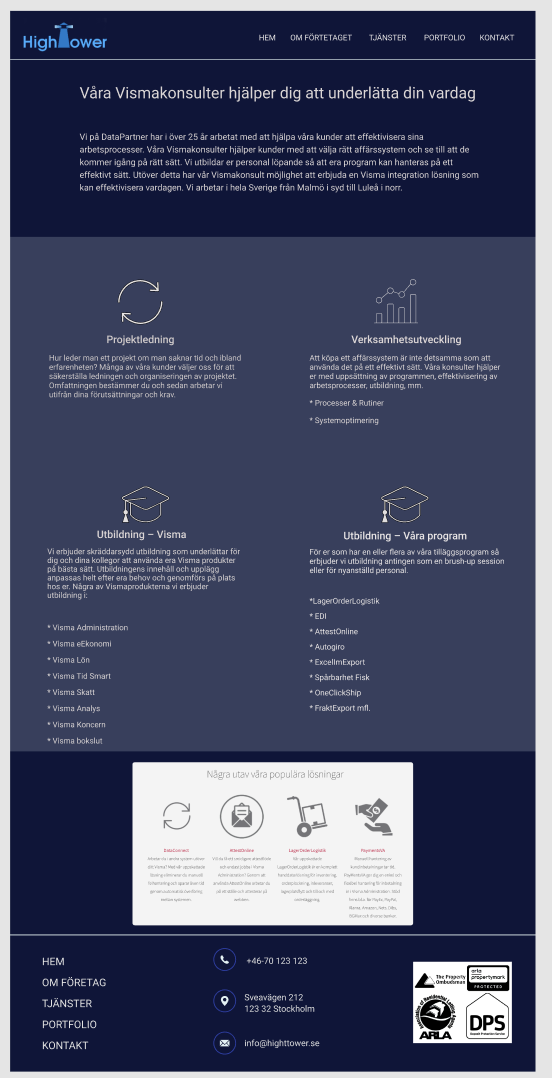 HighTower
HEM OM FÖRTETAGET TJÄNSTER PORTFOLIO KONTAKT
Våra Vismakonsulter hjälper dig att underlätta din vardag
Vi på DataPartner har i över 25 år arbetat med att hjälpa våra kunder att effektivisera sina
arbetsprocesser. Våra Vismakonsulter hjälper kunder med att välja rätt affärssystem och se till att de
kommer igång på rätt sätt. Vi utbildar er personal löpande så att era program kan hanteras på ett
effektivt sätt. Utöver detta har vår Vismakonsult möjlighet att erbjuda en Visma integration lösning som
kan effektivisera vardagen. Vi arbetar i hela Sverige från Malmö i syd till Luleå i norr.
Projektledning
Hur leder man ett projekt om man saknar tid och ibland
erfarenheten? Många av våra kunder väljer oss för att
säkerställa ledningen och organiseringen av projektet.
Omfattningen bestämmer du och sedan arbetar vi
utifrån dina förutsättningar och krav.
Verksamhetsutveckling
Att köpa ett affärssystem är inte detsamma som att
använda det på ett effektivt sätt. Våra konsulter hjälper
er med uppsättning av programmen, effektivisering av
arbetsprocesser, utbildning, mm.
* Processer & Rutiner
* Systemoptimering
Utbildning – Visma
Vi erbjuder skräddarsydd utbildning som underlättar för
dig och dina kollegor att använda era Visma produkter
på bästa sätt. Utbildningens innehåll och upplägg
anpassas helt efter era behov och genomförs på plats
hos er. Några av Vismaprodukterna vi erbjuder
utbildning i:
* Visma Administration
* Visma eEkonomi
* Visma Lön
* Visma Tid Smart
* Visma Skatt
* Visma Analys
* Visma Koncern
* Visma bokslut
Utbildning – Våra program
För er som har en eller flera av våra tilläggsprogram så
erbjuder vi utbildning antingen som en brush-up session
eller för nyanställd personal.
*LagerOrderLogistik
* EDI
* AttestOnline
* Autogiro
* ExcelImExport
* Spårbarhet Fisk
* OneClickShip
* FraktExport mfl.
Några utav våra populära lösningar
DataConnect AttestOnline LagerOrderLogistik PaymentVIA
HEM
OM FÖRETAG
TJÄNSTER
PORTFOLIO
KONTAKT
+46-70 123 123
Sveavägen 212
123 32 Stockholm
info@highttower.se
The Property
Ombudsman
arla
propertymark
PROTECTED
Association of Residential Letting Agents
ARLA
DPS